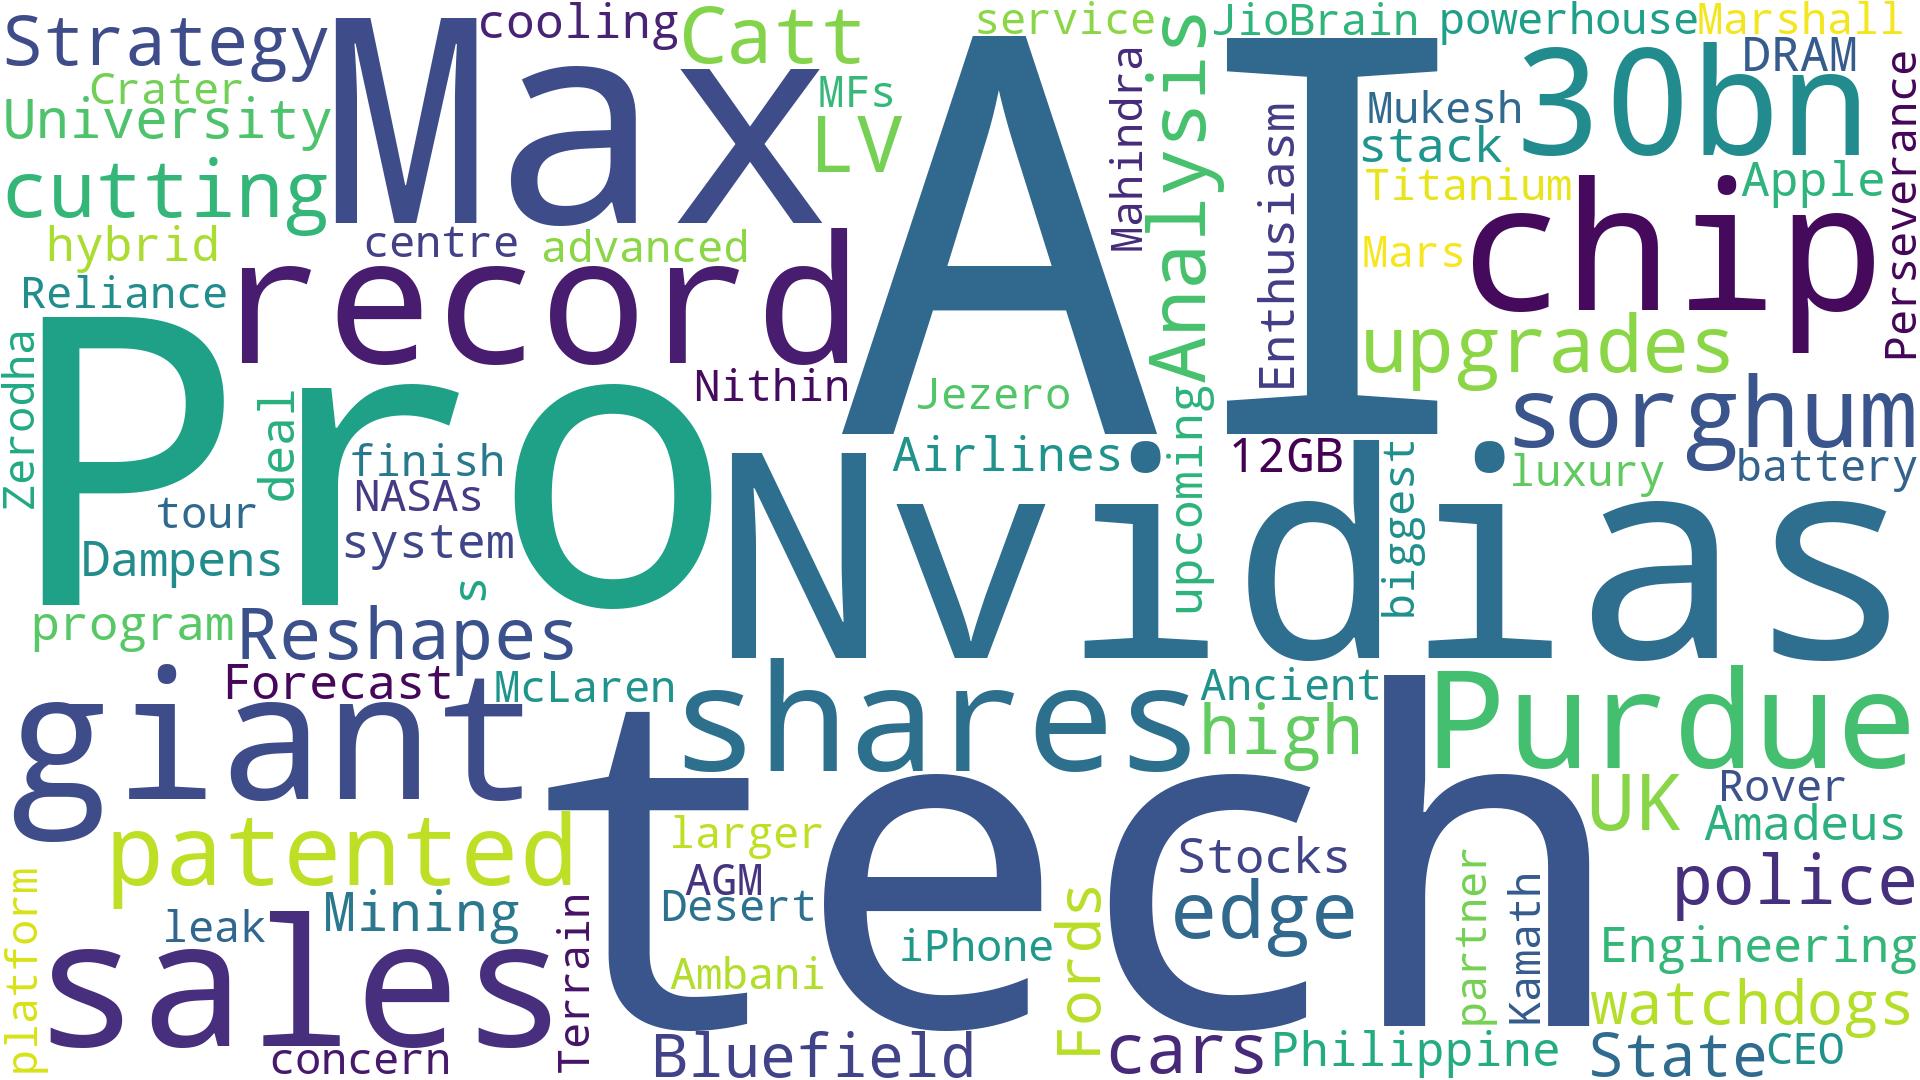 Strategy
Max
cooling
Catt
service
JioBrain
powerhouse
Marshall
Crater
University
MFs
LV
AI
Analysis
Mahindra
Enthusiasm
Mukesh
stack
30bn
DRAM
Perseverance
cutting
Titanium
Apple
hybrid
centre
advanced
Mars
chip
Reliance
record
upgrades
Zerodha
Pro
deal
Nithin
Jezero
upcoming
sorghum
finish
NASAs
system
Airlines
12GB
biggest
luxury
battery
tour
Dampens
s
Nvidias
program
Reshapes
Forecast
McLaren
giant
shares
Ancient
high
Purdue
tech
UK
Rover
Amadeus
patented
larger
AGM
Desert
Stocks
edge
police
platform
leak
Mining
Terrain
Ambani
iPhone
Fords
partner
Kamath
Engineering
sales
watchdogs
concern
Bluefield
cars
Philippine
State
CEO